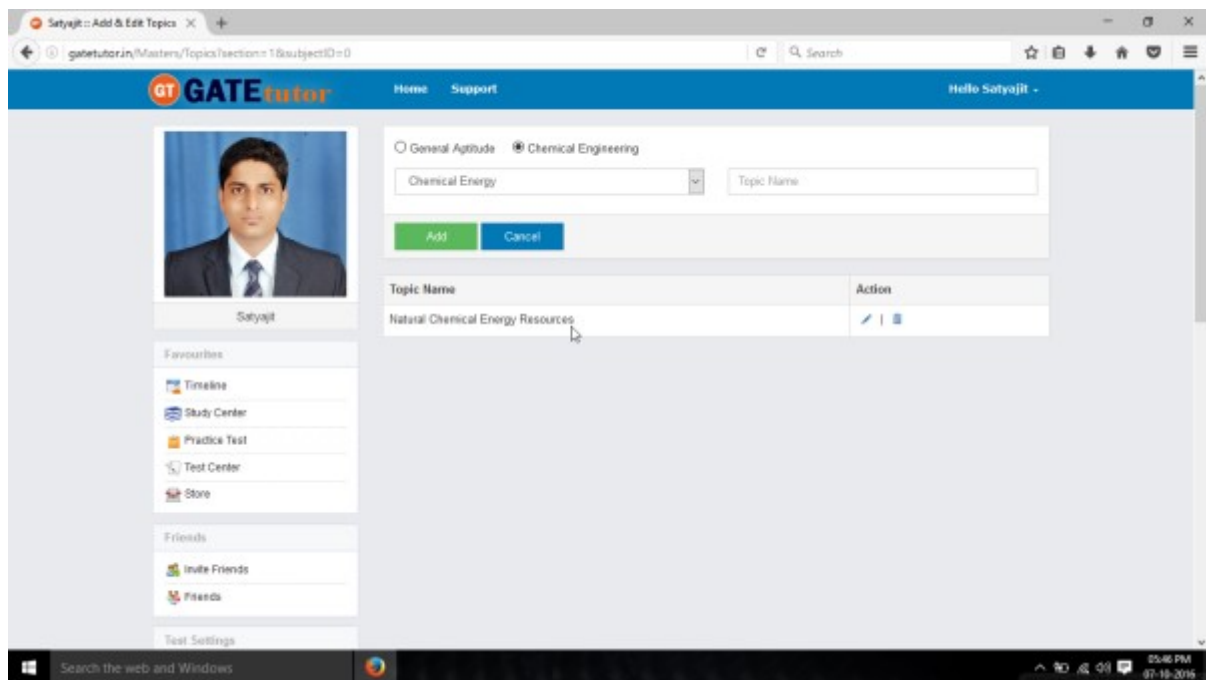 Satyajit :: Add & Edit Topics
gatetutor.in/Masters/Topics?section=1&subjectID=0
Search
GT GATEtutor Home Support Hello Satyajit
General Aptitude Chemical Engineering
Chemical Energy Topic Name
Add Cancel
Topic Name Action
Natural Chemical Energy Resources |
Satyajit
Favourites
Timeline
Study Center
Practice Test
Test Center
Store
Friends
Invite Friends
Friends
Test Settings
Search the web and Windows
05:46 PM
07-10-2016